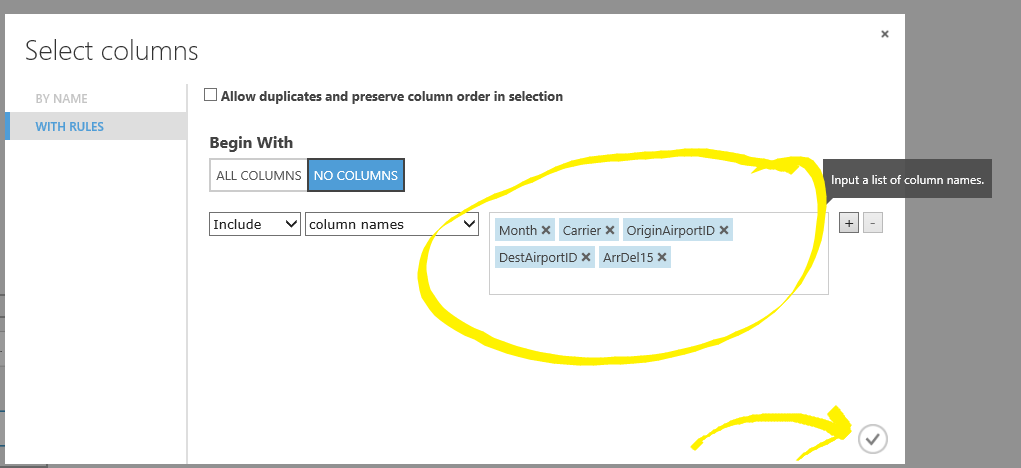 Select columns
×
BY NAME
WITH RULES
Allow duplicates and preserve column order in selection
Begin With
ALL COLUMNS NO COLUMNS
Input a list of column names.
Include column names Month × Carrier × OriginAirportID × + -
DestAirportID × ArrDel15 ×